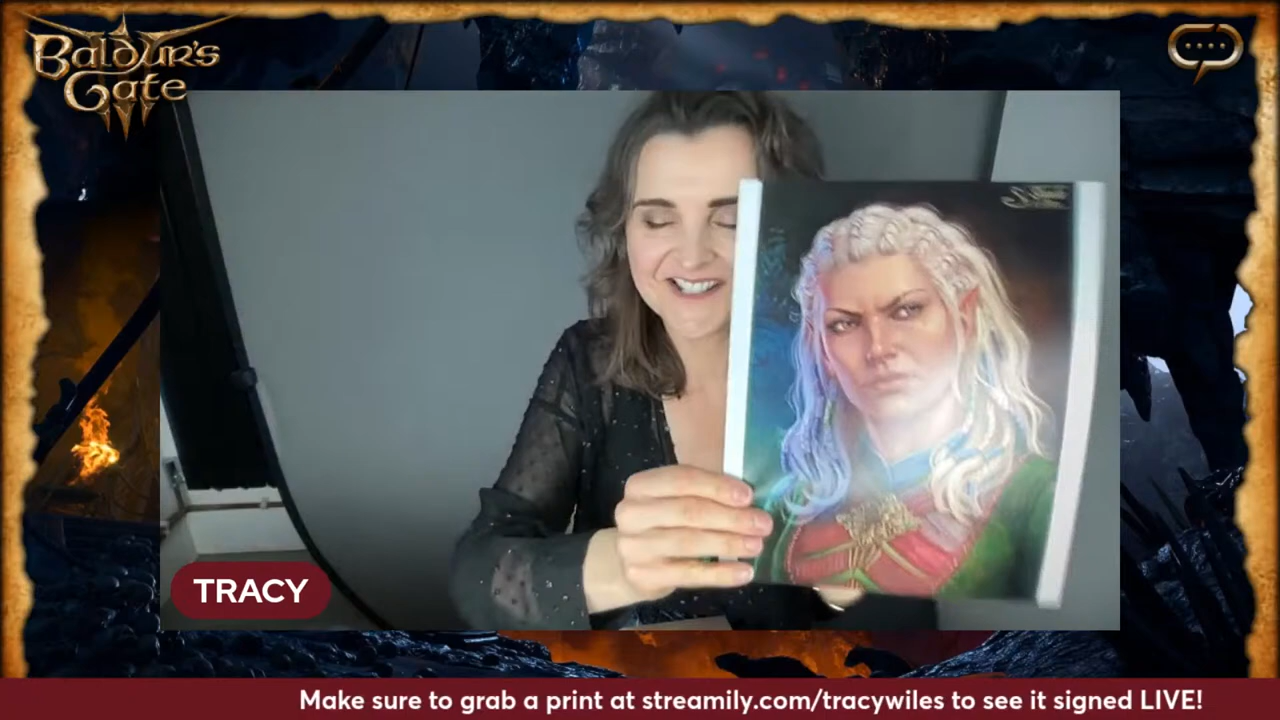 Baldur's
Gate
III
TRACY
Make sure to grab a print at streamily.com/tracywiles to see it signed LIVE!